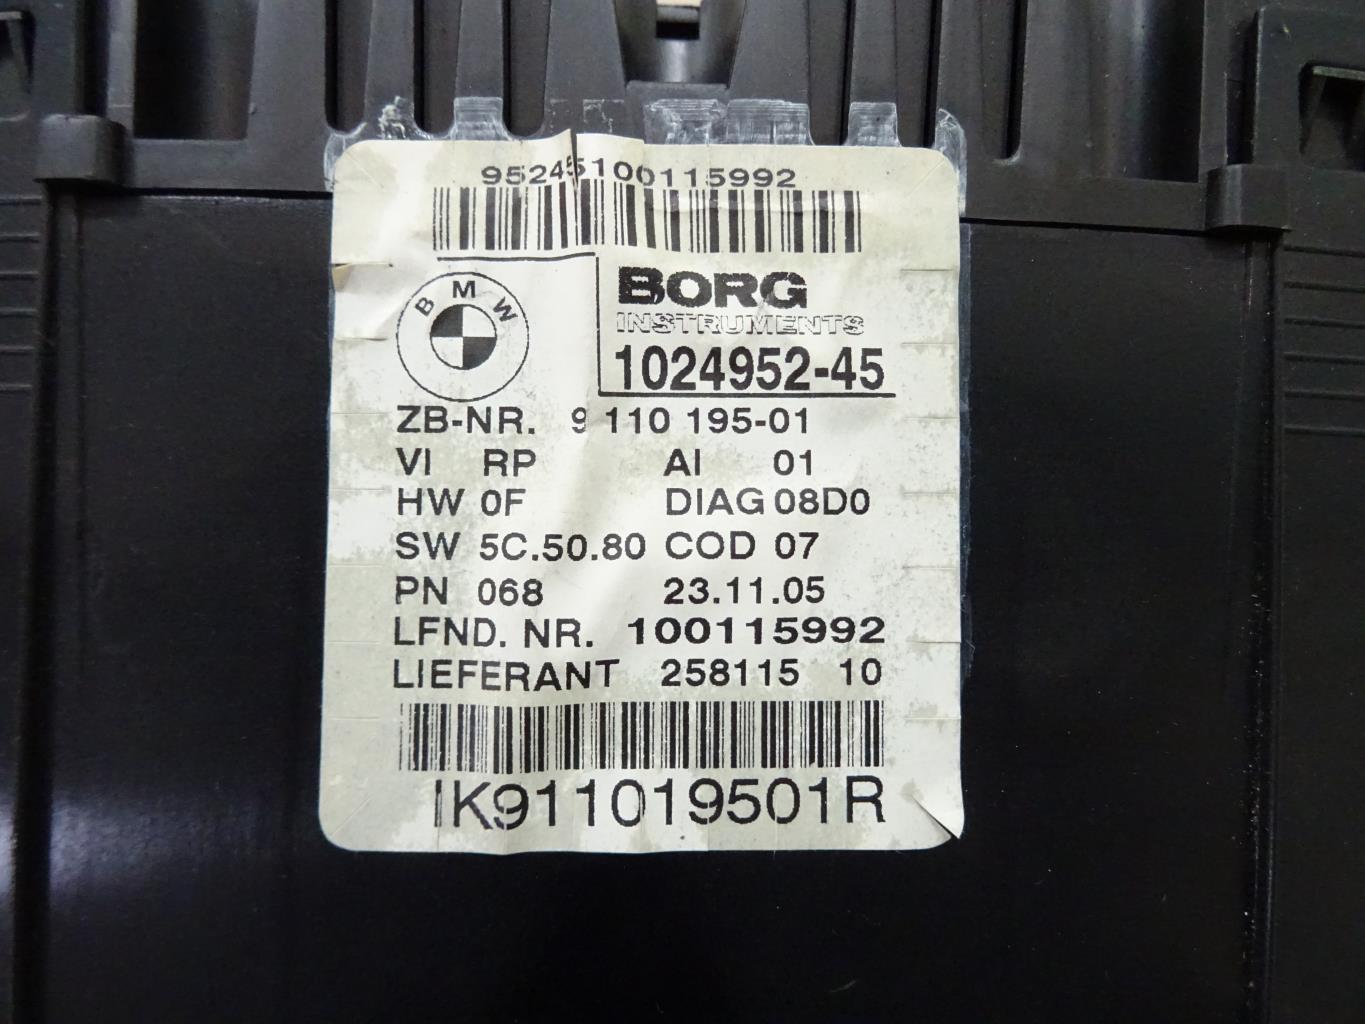 95245100115992
BMW
BORG
INSTRUMENTS
1024952-45
ZB-NR. 9 110 195-01
VI RP AI 01
HW 0F DIAG 08D0
SW 5C.50.80 COD 07
PN 068 23.11.05
LFND. NR. 100115992
LIEFERANT 258115 10
IK911019501R